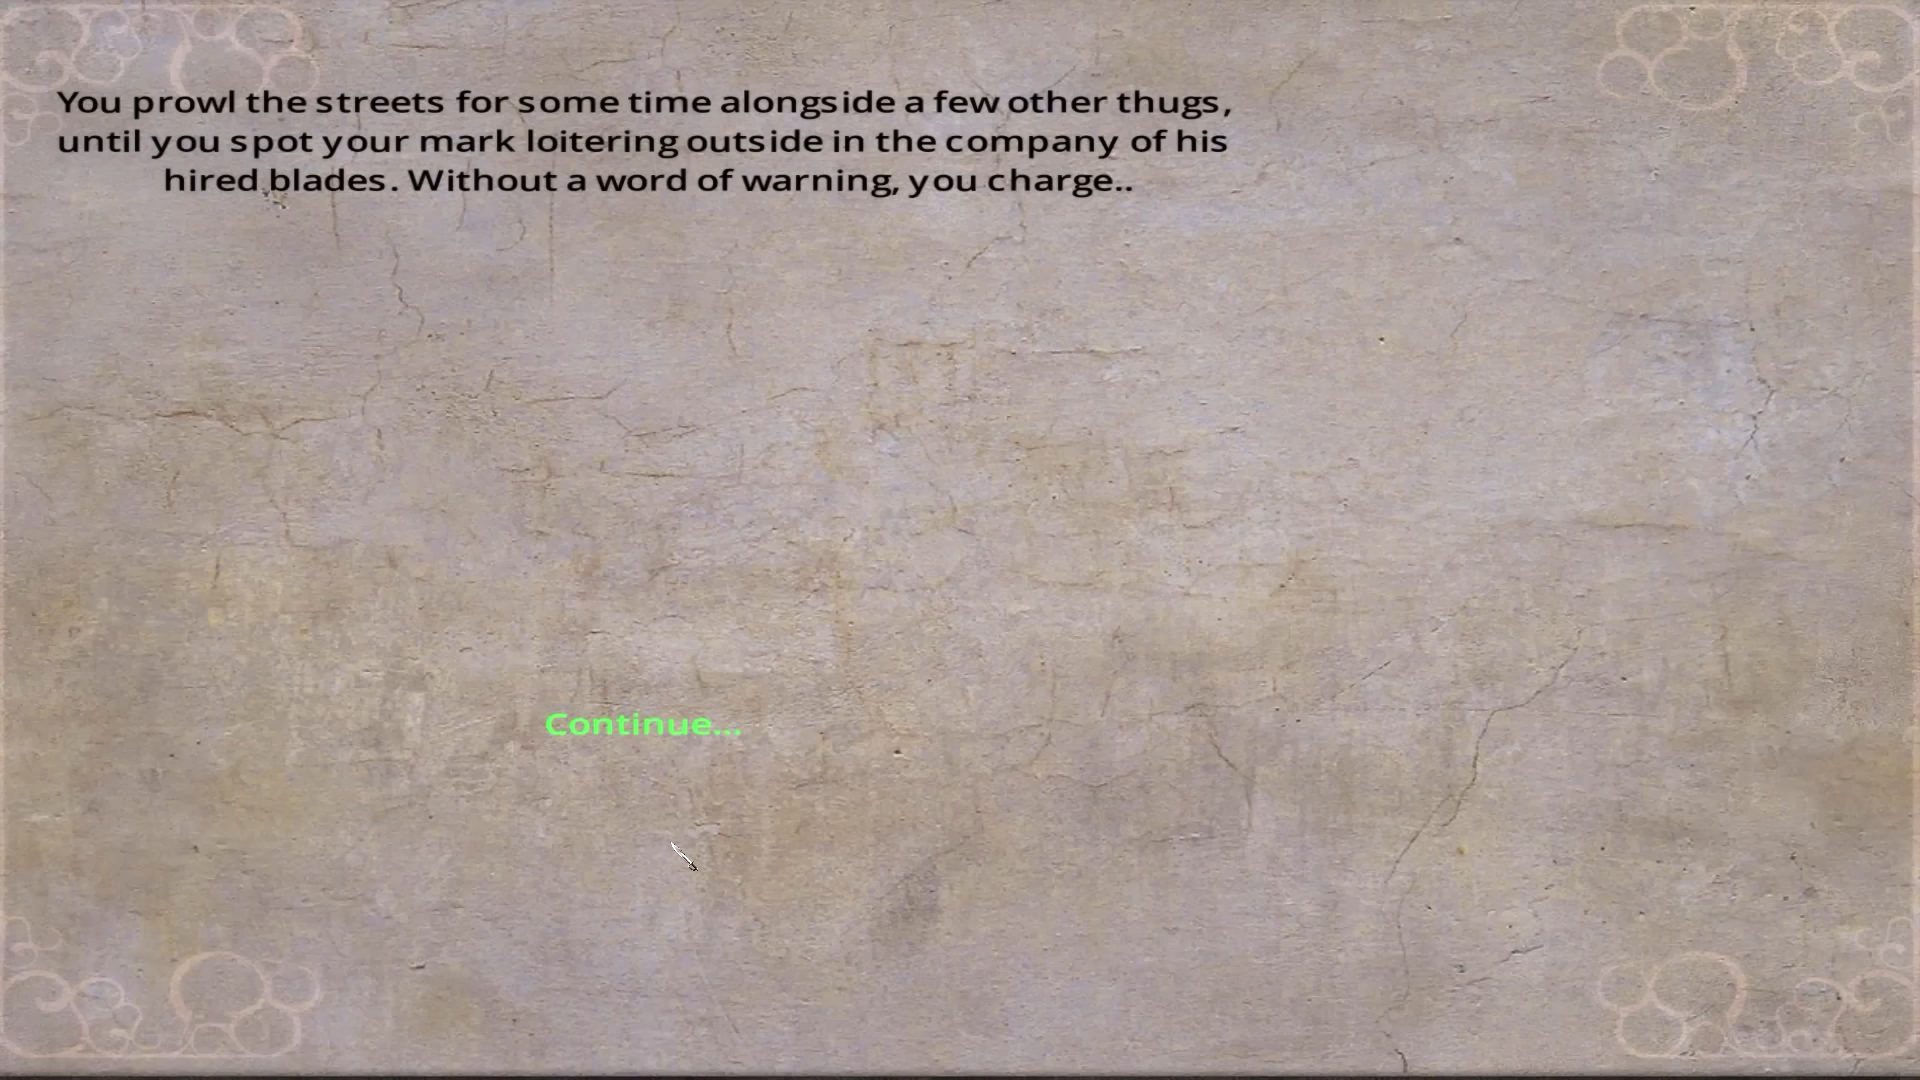 You prowl the streets for some time alongside a few other thugs,
until you spot your mark loitering outside in the company of his
hired blades. Without a word of warning, you charge..
Continue...